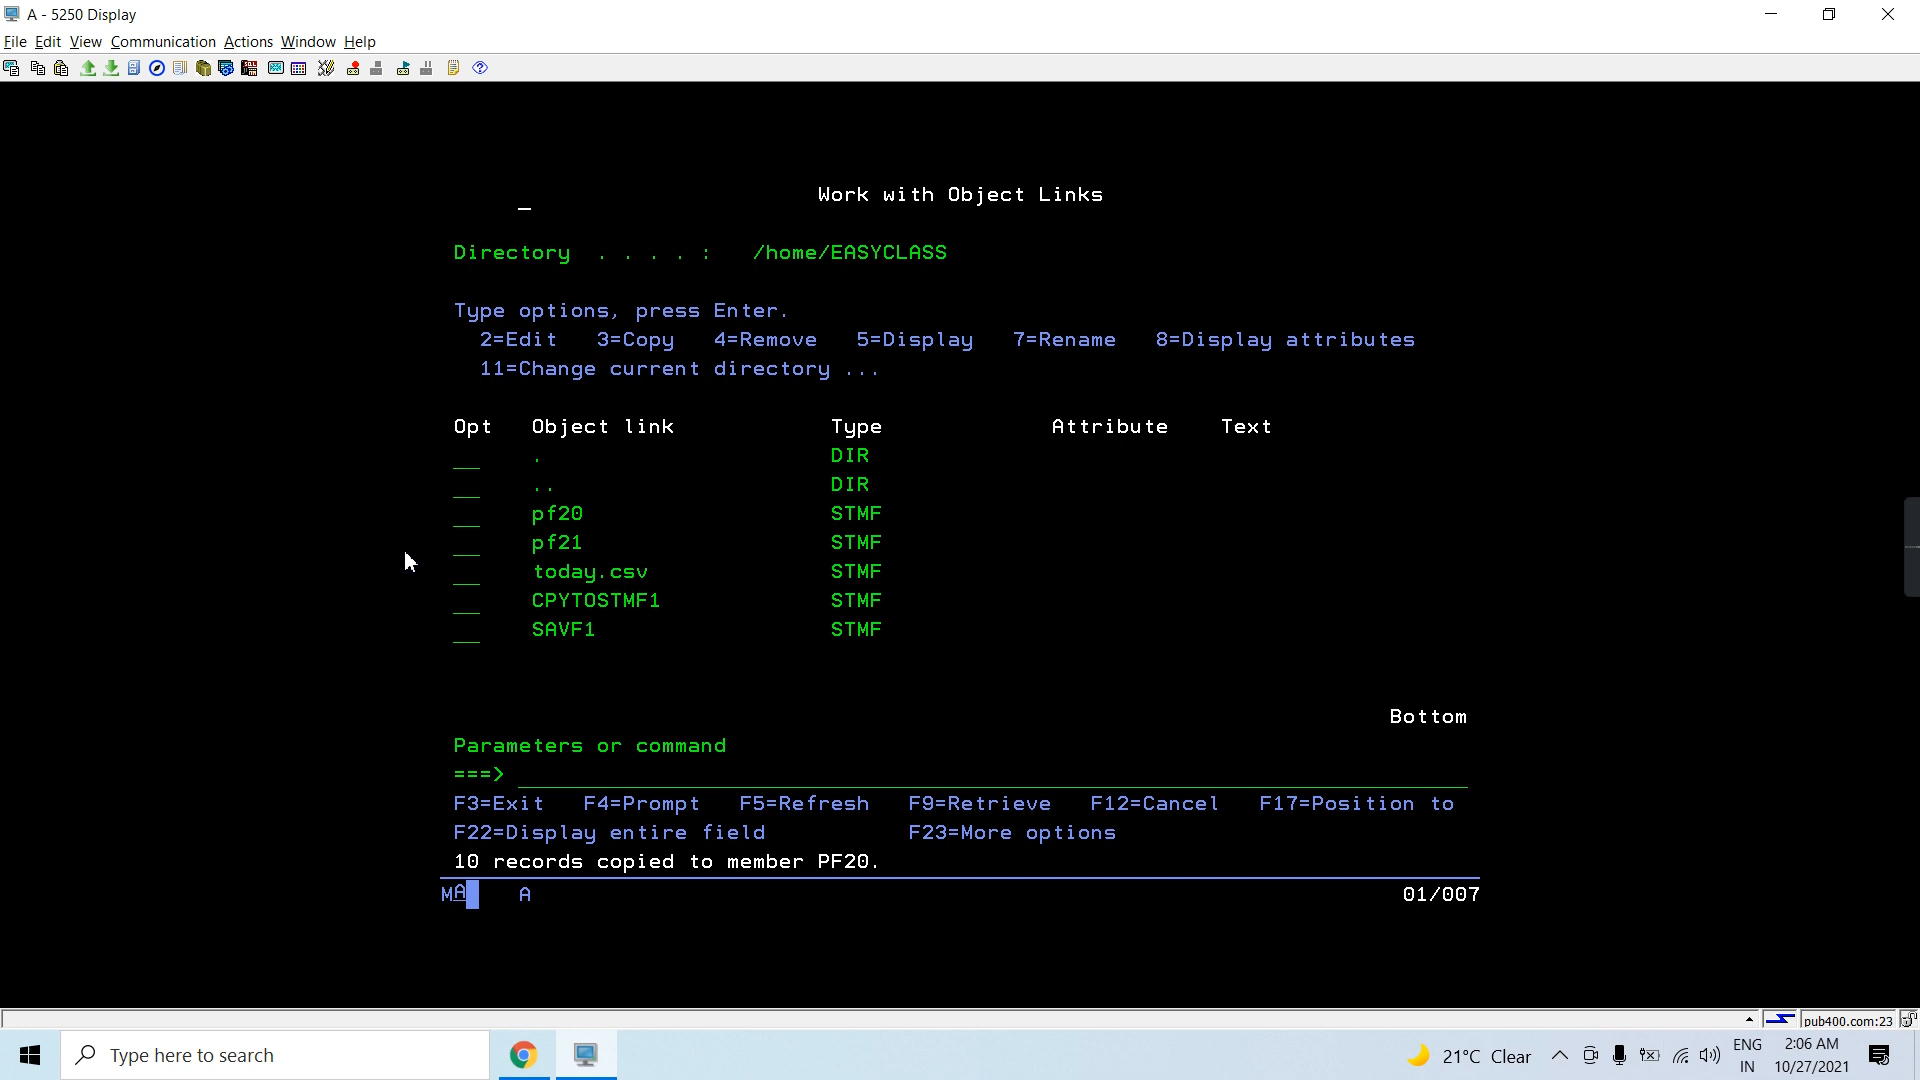 A - 5250 Display
File Edit View Communication Actions Window Help
Work with Object Links
Directory . . . . : /home/EASYCLASS
Type options, press Enter.
2=Edit 3=Copy 4=Remove 5=Display 7=Rename 8=Display attributes
11=Change current directory ...
Opt Object link Type Attribute Text
. DIR
.. DIR
pf20 STMF
pf21 STMF
today.csv STMF
CPYTOSTMF1 STMF
SAVF1 STMF
Bottom
Parameters or command
===>
F3=Exit F4=Prompt F5=Refresh F9=Retrieve F12=Cancel F17=Position to
F22=Display entire field F23=More options
10 records copied to member PF20.
MA A 01/007
pub400.com:23
Type here to search
21°C Clear
ENG
IN
2:06 AM
10/27/2021